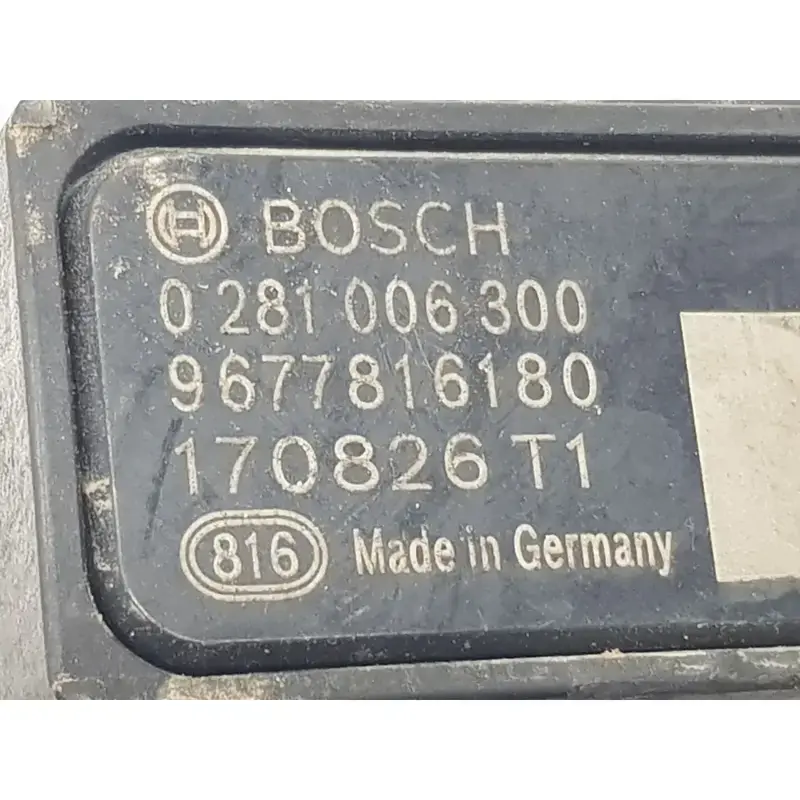 BOSCH
0 281 006 300
9677816180
170826 T1
816 Made in Germany